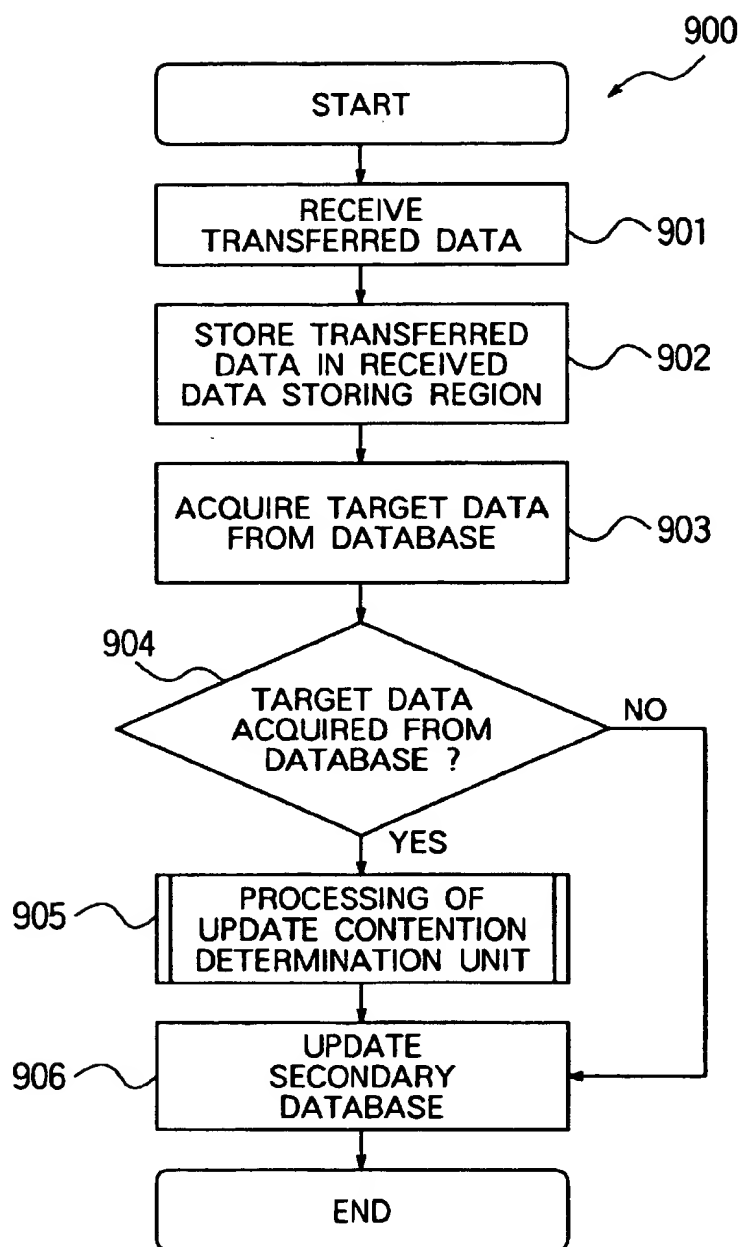 900
START
RECEIVE
TRANSFERRED DATA
901
STORE TRANSFERRED
DATA IN RECEIVED
DATA STORING REGION
902
ACQUIRE TARGET DATA
FROM DATABASE
903
904
TARGET DATA
ACQUIRED FROM
DATABASE ?
NO
YES
905
PROCESSING OF
UPDATE CONTENTION
DETERMINATION UNIT
906
UPDATE
SECONDARY
DATABASE
END